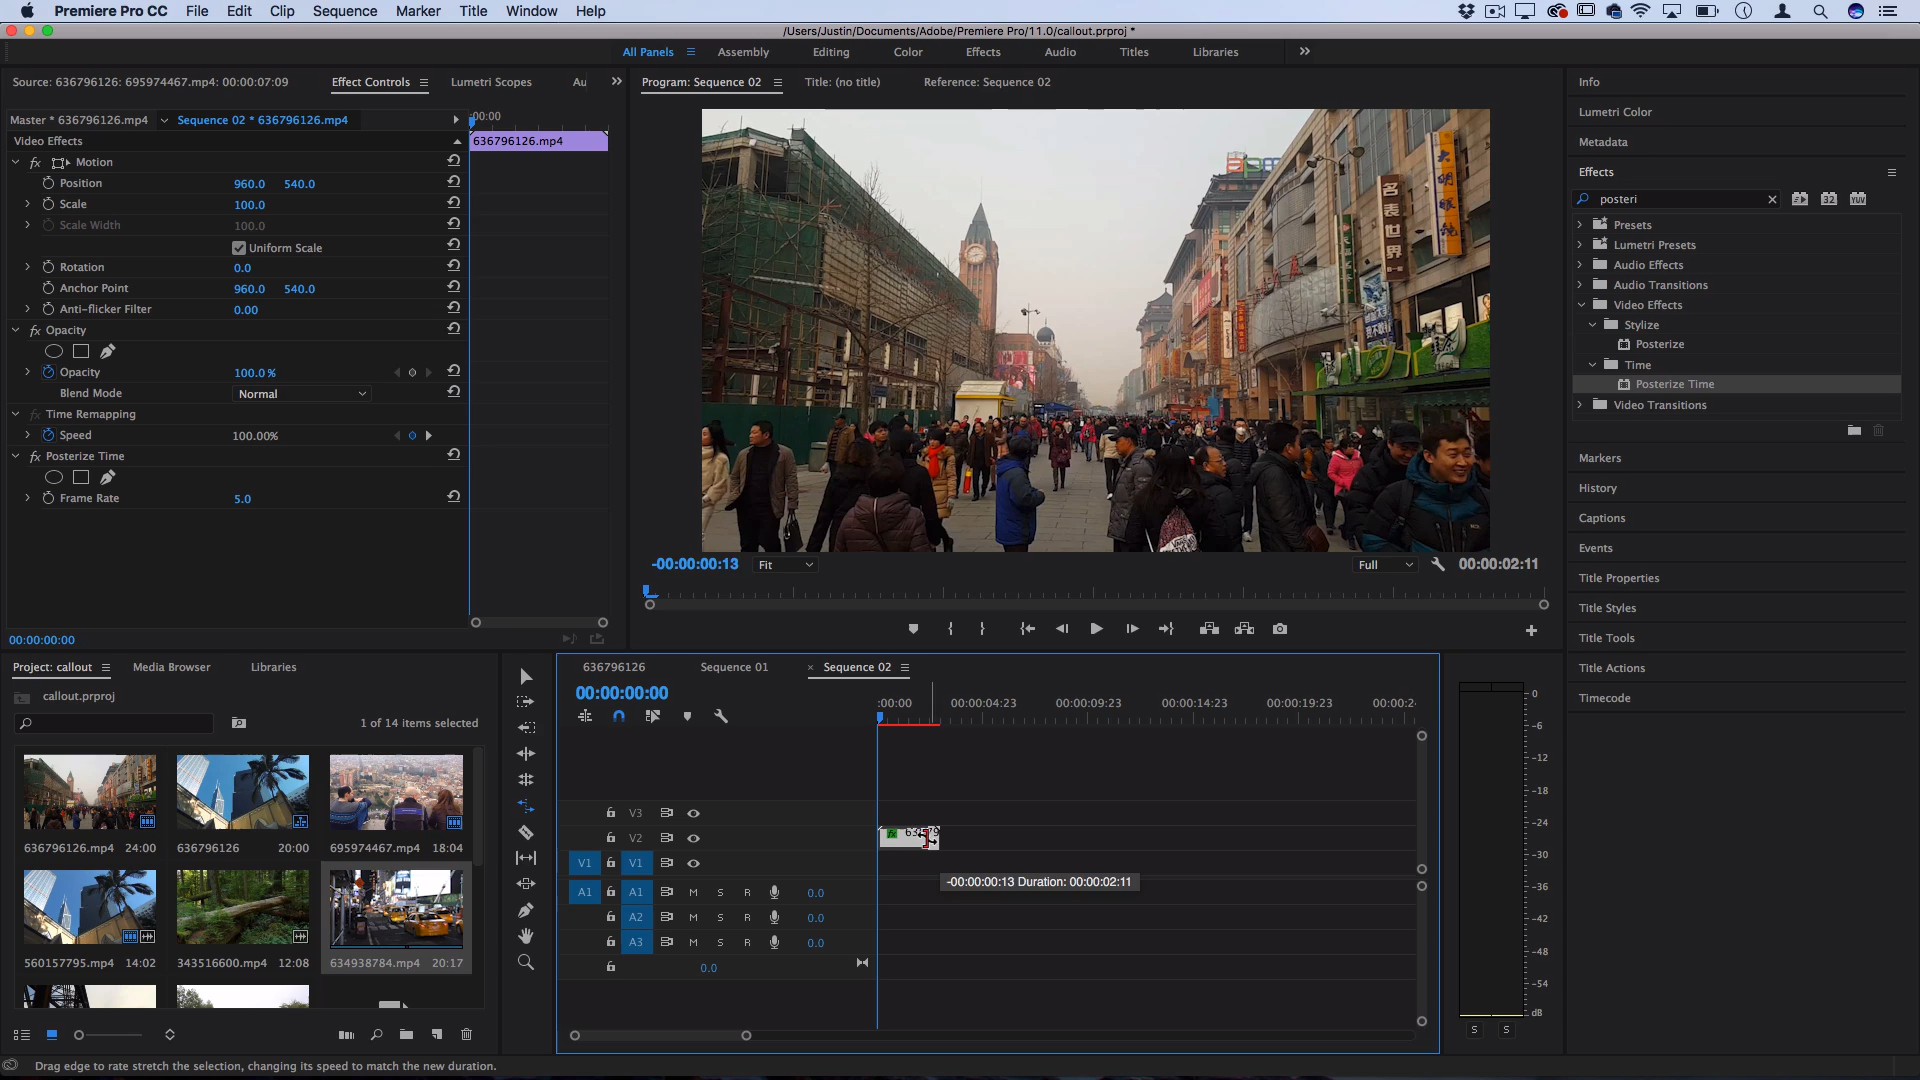 Premiere Pro CC File Edit Clip Sequence Marker Title Window Help
/Users/Justin/Documents/Adobe/Premiere Pro/11.0/callout.prproj *
All Panels Assembly Editing Color Effects Audio Titles Libraries
Source: 636796126: 695974467.mp4: 00:00:07:09 Effect Controls Lumetri Scopes Au
Master * 636796126.mp4 Sequence 02 * 636796126.mp4
:00:00
636796126.mp4
Video Effects
fx Motion
Position 960.0 540.0
Scale 100.0
Scale Width 100.0
Uniform Scale
Rotation 0.0
Anchor Point 960.0 540.0
Anti-flicker Filter 0.00
fx Opacity
Opacity 100.0 %
Blend Mode Normal
fx Time Remapping
Speed 100.00%
fx Posterize Time
Frame Rate 5.0
00:00:00:00
Program: Sequence 02 Title: (no title) Reference: Sequence 02
apm
大明眼镜
名表世界
-00:00:00:13 Fit Full 00:00:02:11
Info
Lumetri Color
Metadata
Effects
posteri
32 YUV
Presets
Lumetri Presets
Audio Effects
Audio Transitions
Video Effects
Stylize
Posterize
Time
Posterize Time
Video Transitions
Markers
History
Captions
Events
Title Properties
Title Styles
Title Tools
Title Actions
Timecode
Project: callout Media Browser Libraries
callout.prproj
1 of 14 items selected
636796126.mp4 24:00 636796126 20:00 695974467.mp4 18:04
560157795.mp4 14:02 343516600.mp4 12:08 634938784.mp4 20:17
636796126 Sequence 01 × Sequence 02
00:00:00:00
:00:00 00:00:04:23 00:00:09:23 00:00:14:23 00:00:19:23 00:00:24
V3
V2
fx
V1 V1
A1 A1 M S R 0.0
A2 M S R 0.0
A3 M S R 0.0
0.0
-00:00:00:13 Duration: 00:00:02:11
0
-6
-12
-18
-24
-30
-36
-42
-48
-54
dB
S S
Drag edge to rate stretch the selection, changing its speed to match the new duration.